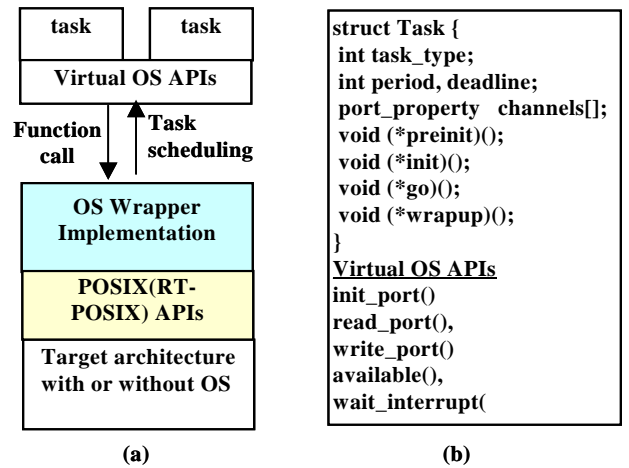 task task
Virtual OS APIs
Function
call
Task
scheduling
OS Wrapper
Implementation
POSIX(RT-
POSIX) APIs
Target architecture
with or without OS
(a)
struct Task {
int task_type;
int period, deadline;
port_property channels[];
void (*preinit)();
void (*init)();
void (*go)();
void (*wrapup)();
}
Virtual OS APIs
init_port()
read_port(),
write_port()
available(),
wait_interrupt(
(b)